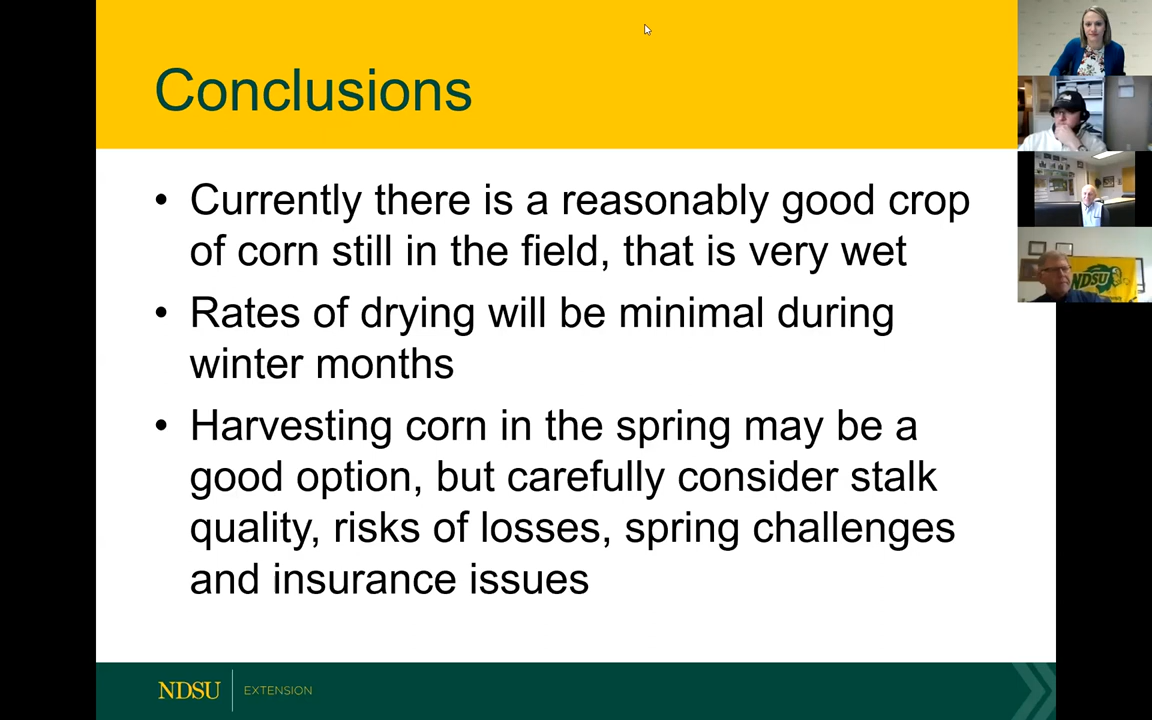 Conclusions
• Currently there is a reasonably good crop
of corn still in the field, that is very wet
• Rates of drying will be minimal during
winter months
• Harvesting corn in the spring may be a
good option, but carefully consider stalk
quality, risks of losses, spring challenges
and insurance issues
NDSU EXTENSION
NDSU